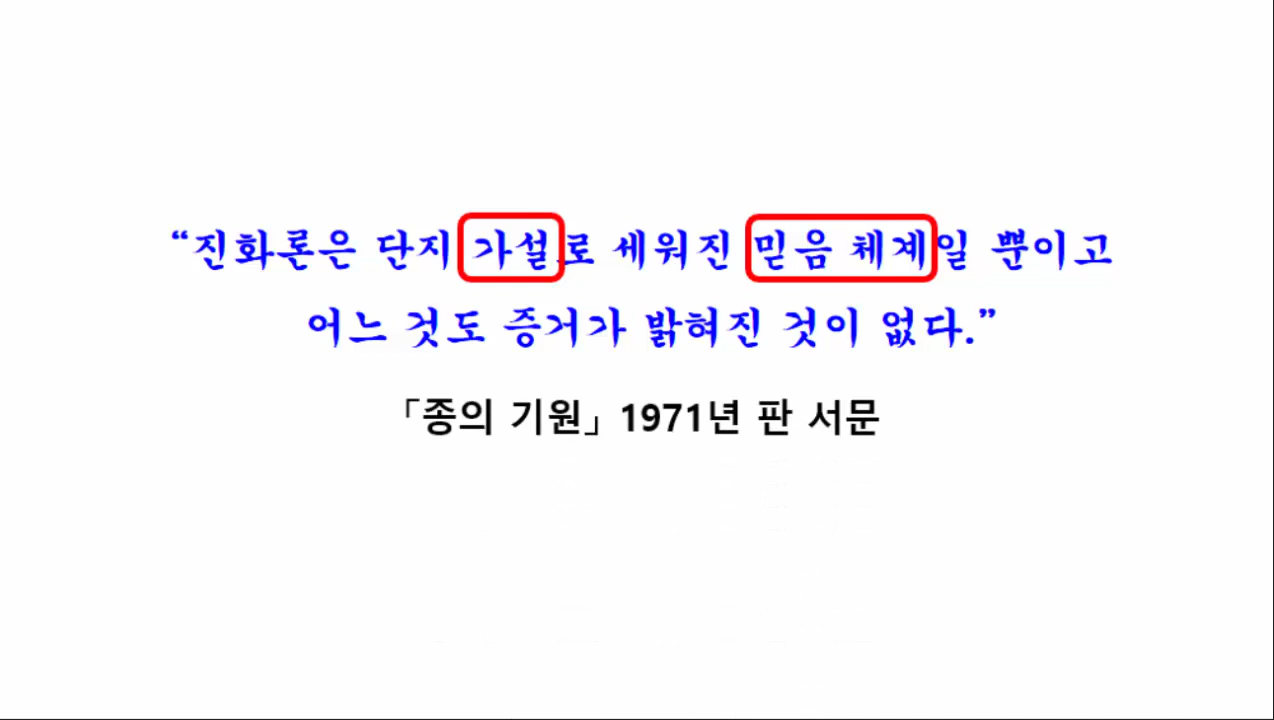 “진화론은 단지 가설로 세워진 믿음 체계일 뿐이고
어느 것도 증거가 밝혀진 것이 없다.”
「종의 기원」 1971년 판 서문